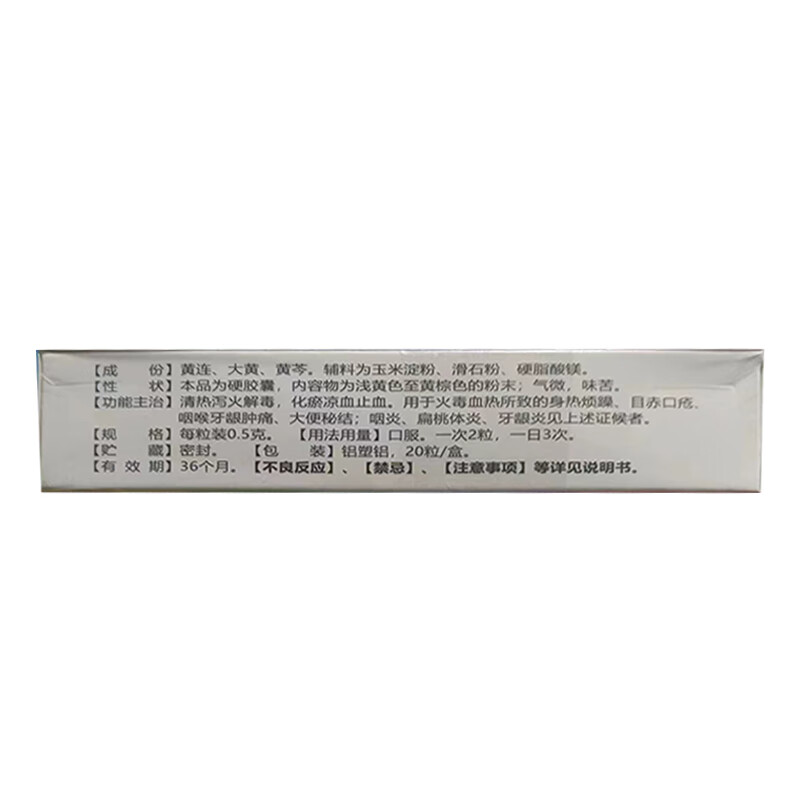 【成　份】黄连、大黄、黄芩。辅料为玉米淀粉、滑石粉、硬脂酸镁。
【性　状】本品为硬胶囊，内容物为浅黄色至黄棕色的粉末；气微，味苦。
【功能主治】清热泻火解毒，化瘀凉血止血。用于火毒血热所致的身热烦躁、目赤口疮、
咽喉牙龈肿痛、大便秘结；咽炎、扁桃体炎、牙龈炎见上述证候者。
【规　格】每粒装0.5克。【用法用量】口服。一次2粒，一日3次。
【贮　藏】密封。【包　装】铝塑铝，20粒/盒。
【有 效 期】36个月。【不良反应】、【禁忌】、【注意事项】等详见说明书。